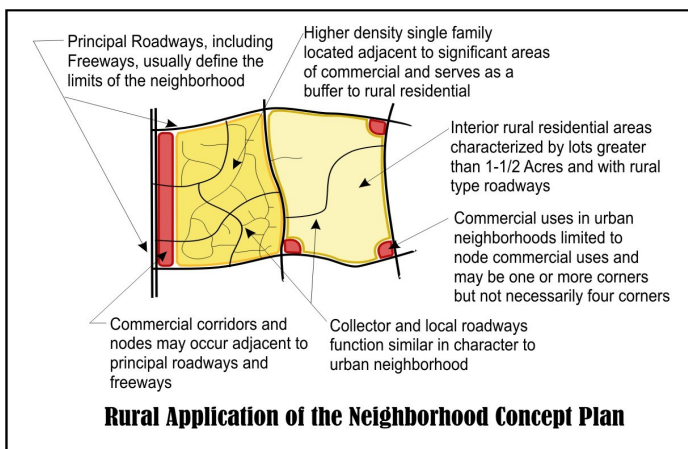 Principal Roadways, including
Freeways, usually define the
limits of the neighborhood
Higher density single family
located adjacent to significant areas
of commercial and serves as a
buffer to rural residential
Interior rural residential areas
characterized by lots greater
than 1-1/2 Acres and with rural
type roadways
Commercial uses in urban
neighborhoods limited to
node commercial uses and
may be one or more corners
but not necessarily four corners
Commercial corridors and
nodes may occur adjacent to
principal roadways and
freeways
Collector and local roadways
function similar in character to
urban neighborhood
Rural Application of the Neighborhood Concept Plan